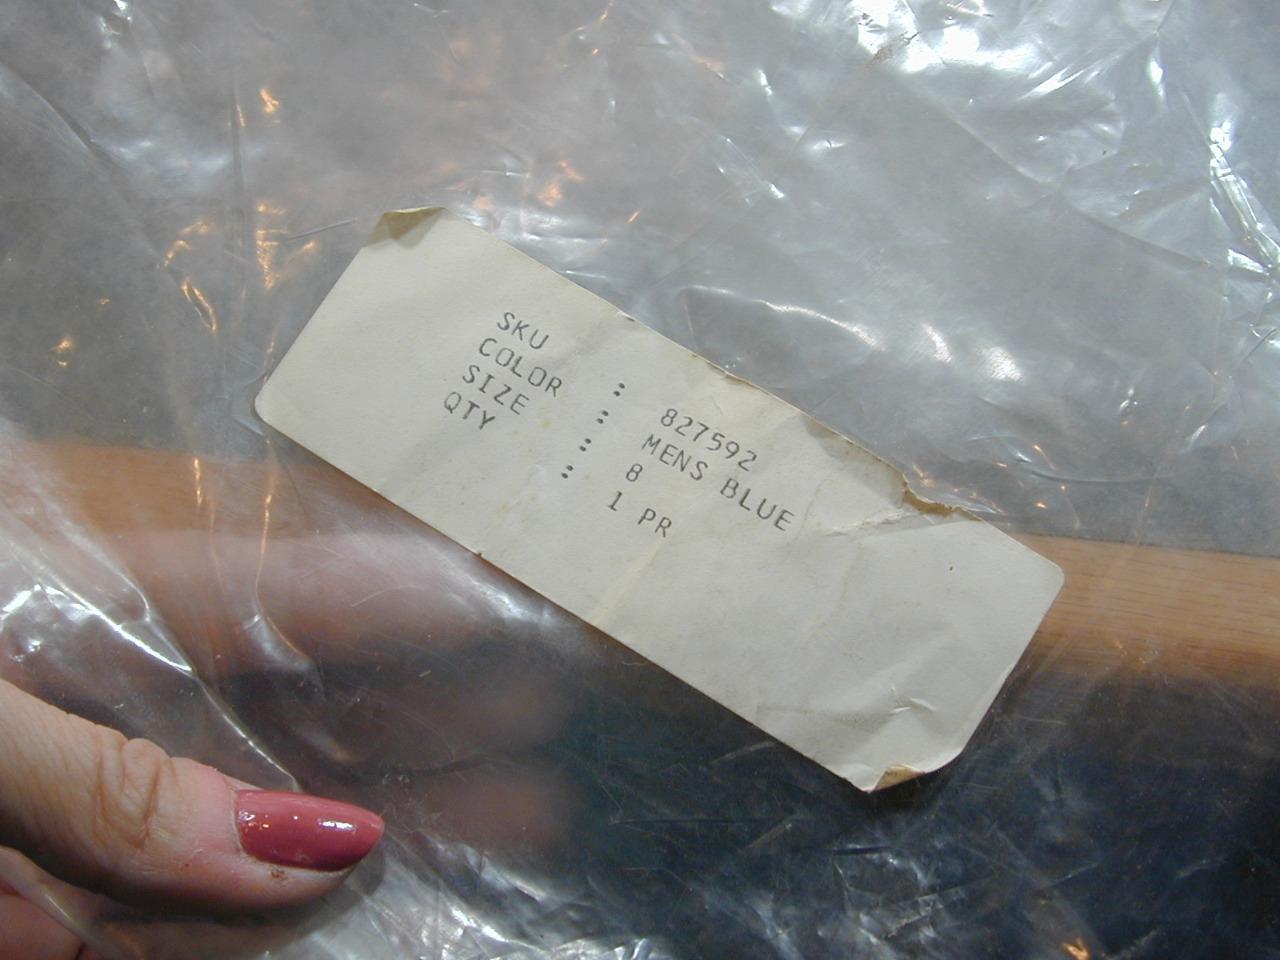 SKU : 827592
COLOR : MENS BLUE
SIZE : 8
QTY : 1 PR